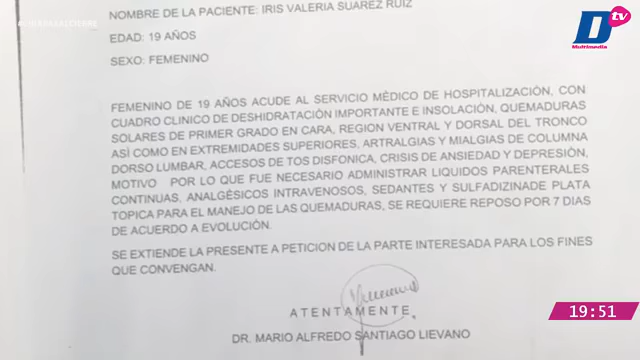 NOMBRE DE LA PACIENTE: IRIS VALERIA SUAREZ RUIZ
D tv
Multimedia
EDAD: 19 AÑOS
SEXO: FEMENINO
FEMENINO DE 19 AÑOS ACUDE AL SERVICIO MÉDICO DE HOSPITALIZACIÓN, CON
CUADRO CLINICO DE DESHIDRATACIÓN IMPORTANTE E INSOLACIÓN, QUEMADURAS
SOLARES DE PRIMER GRADO EN CARA, REGION VENTRAL Y DORSAL DEL TRONCO
ASÍ COMO EN EXTREMIDADES SUPERIORES, ARTRALGIAS Y MIALGIAS DE COLUMNA
DORSO LUMBAR, ACCESOS DE TOS DISFONICA, CRISIS DE ANSIEDAD Y DEPRESIÓN,
MOTIVO POR LO QUE FUE NECESARIO ADMINISTRAR LIQUIDOS PARENTERALES
CONTINUAS. ANALGÉSICOS INTRAVENOSOS, SEDANTES Y SULFADIZINADE PLATA
TOPICA PARA EL MANEJO DE LAS QUEMADURAS, SE REQUIERE REPOSO POR 7 DIAS
DE ACUERDO A EVOLUCIÓN.
SE EXTIENDE LA PRESENTE A PETICION DE LA PARTE INTERESADA PARA LOS FINES
QUE CONVENGAN.
ATENTAMENTE
DR. MARIO ALFREDO SANTIAGO LIEVANO
19:51